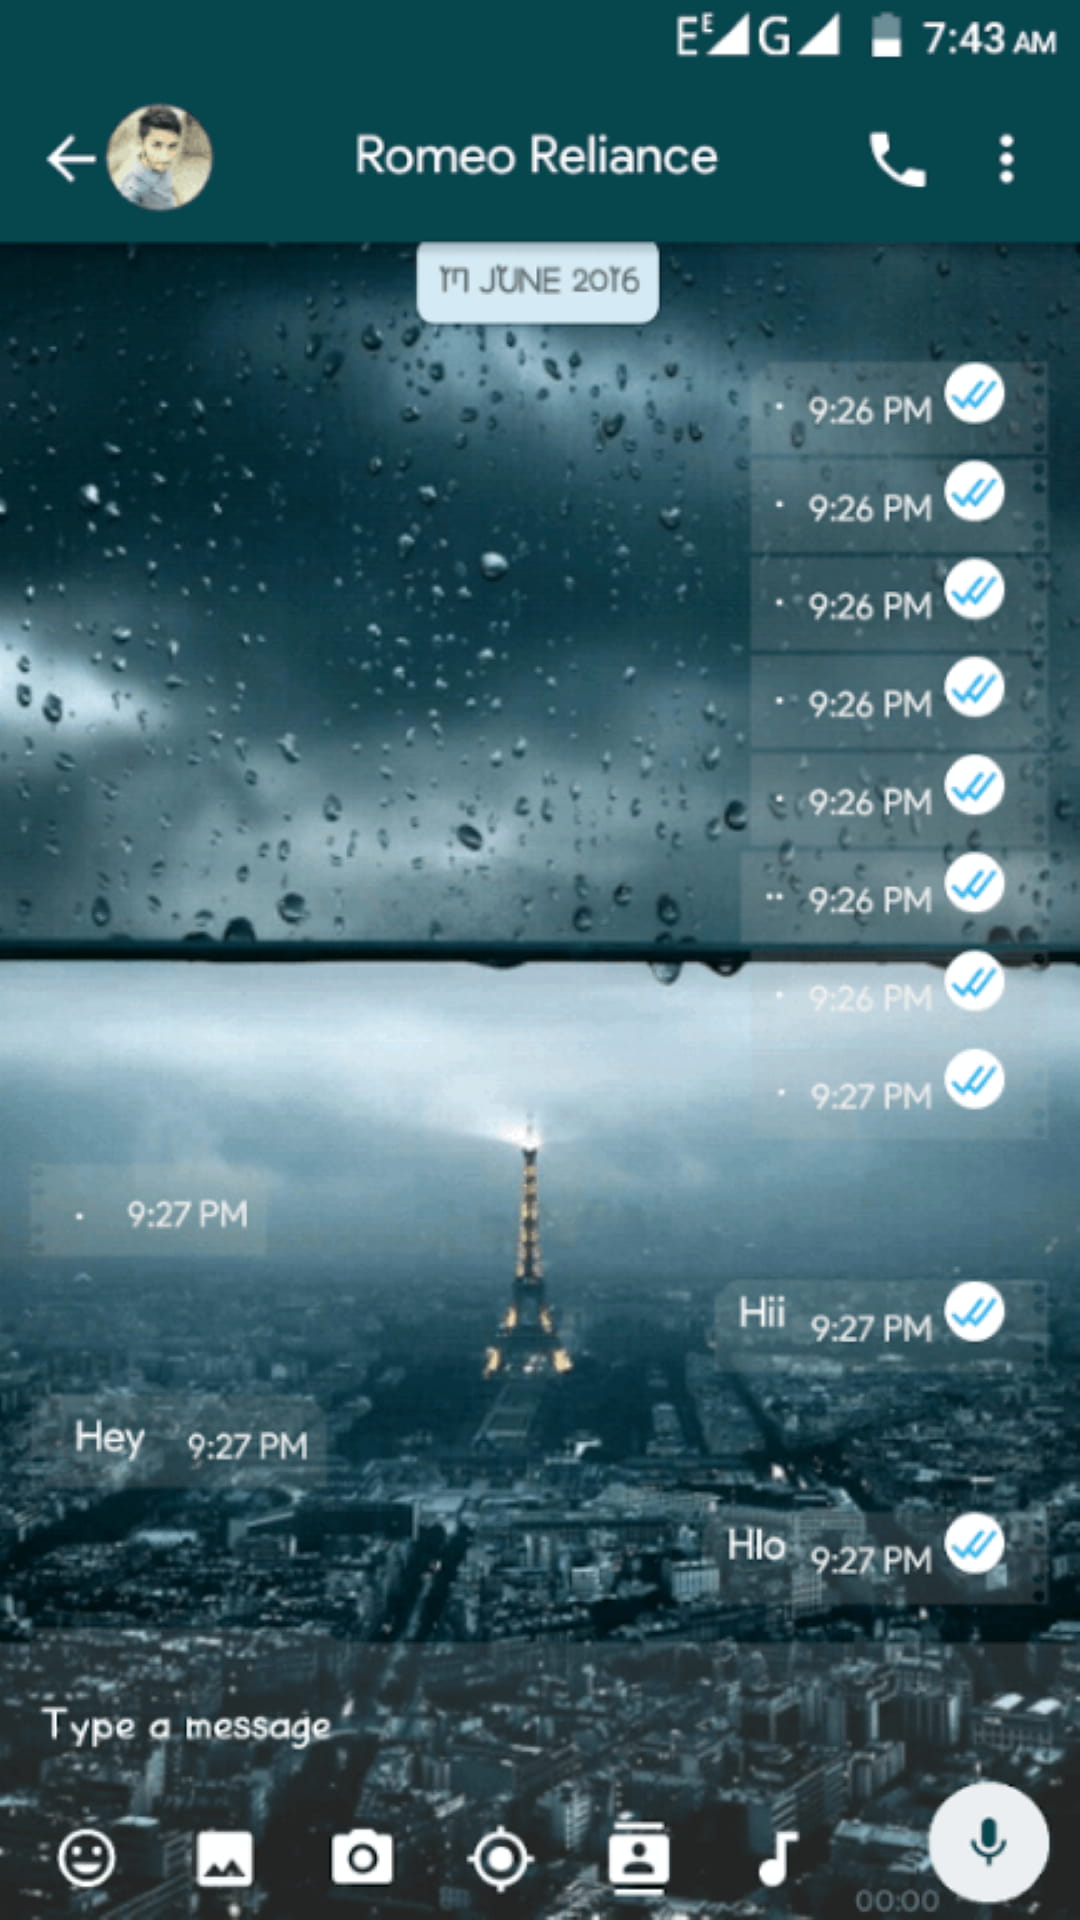 E E G 7:43 AM
Romeo Reliance
JUNE 2016
. 9:26 PM
. 9:26 PM
. 9:26 PM
. 9:26 PM
. 9:26 PM
.. 9:26 PM
. 9:26 PM
. 9:27 PM
. 9:27 PM
Hii 9:27 PM
Hey 9:27 PM
Hlo 9:27 PM
Type a message
00:00